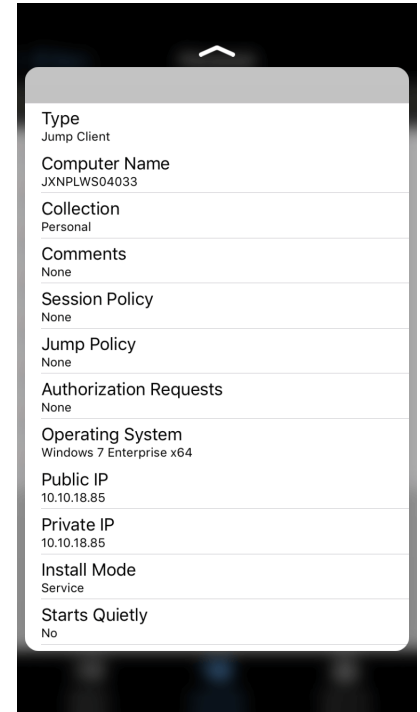 Type
Jump Client
Computer Name
JXNPLWS04033
Collection
Personal
Comments
None
Session Policy
None
Jump Policy
None
Authorization Requests
None
Operating System
Windows 7 Enterprise x64
Public IP
10.10.18.85
Private IP
10.10.18.85
Install Mode
Service
Starts Quietly
No